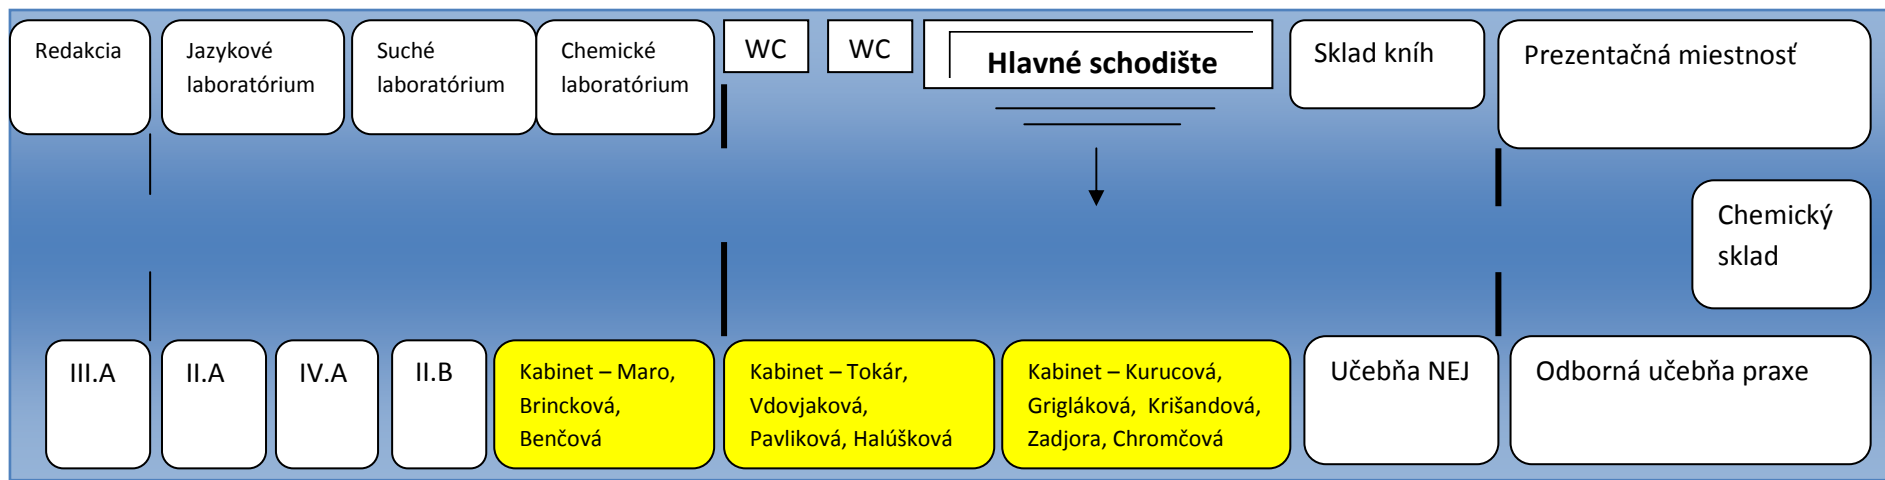 Redakcia
Jazykové
laboratórium
Suché
laboratórium
Chemické
laboratórium
WC
WC
Hlavné schodište
Sklad kníh
Prezentačná miestnosť
Chemický
sklad
III.A
II.A
IV.A
II.B
Kabinet – Maro,
Brincková,
Benčová
Kabinet – Tokár,
Vdovjaková,
Pavliková, Halúšková
Kabinet – Kurucová,
Grigláková, Krišandová,
Zadjora, Chromčová
Učebňa NEJ
Odborná učebňa praxe